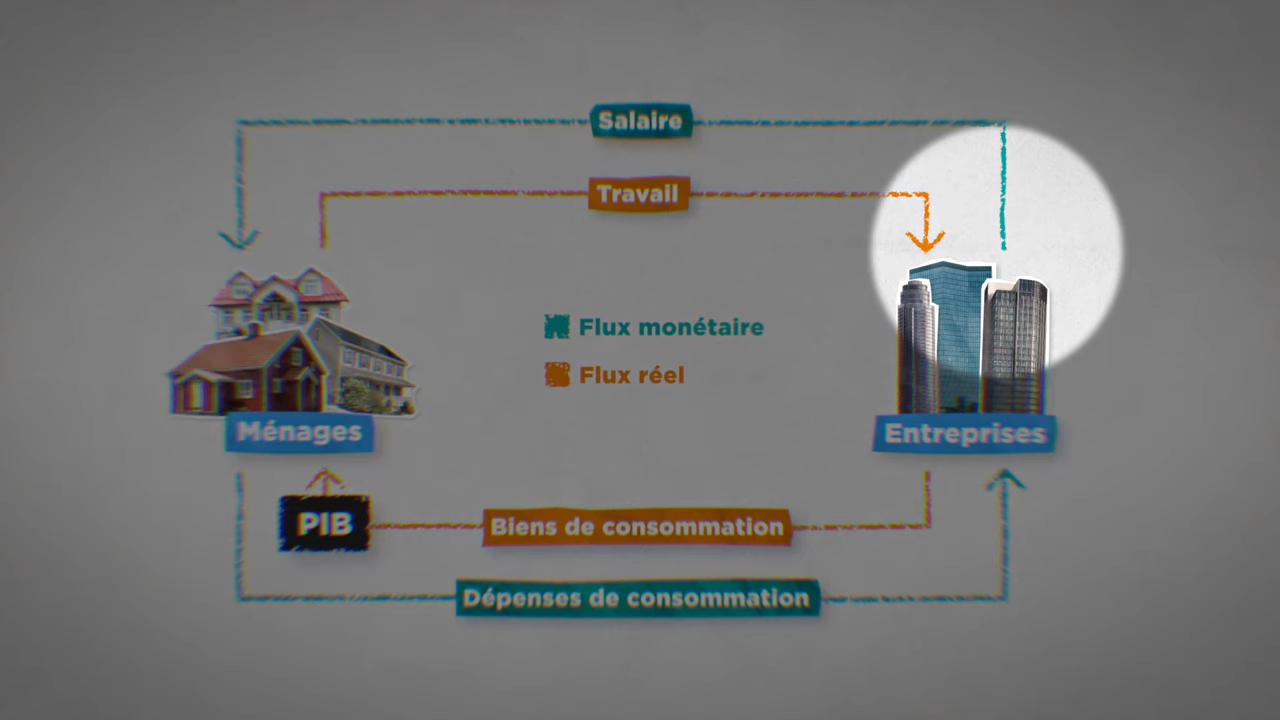 Salaire
Travail
Flux monétaire
Flux réel
Ménages
Entreprises
PIB
Biens de consommation
Dépenses de consommation